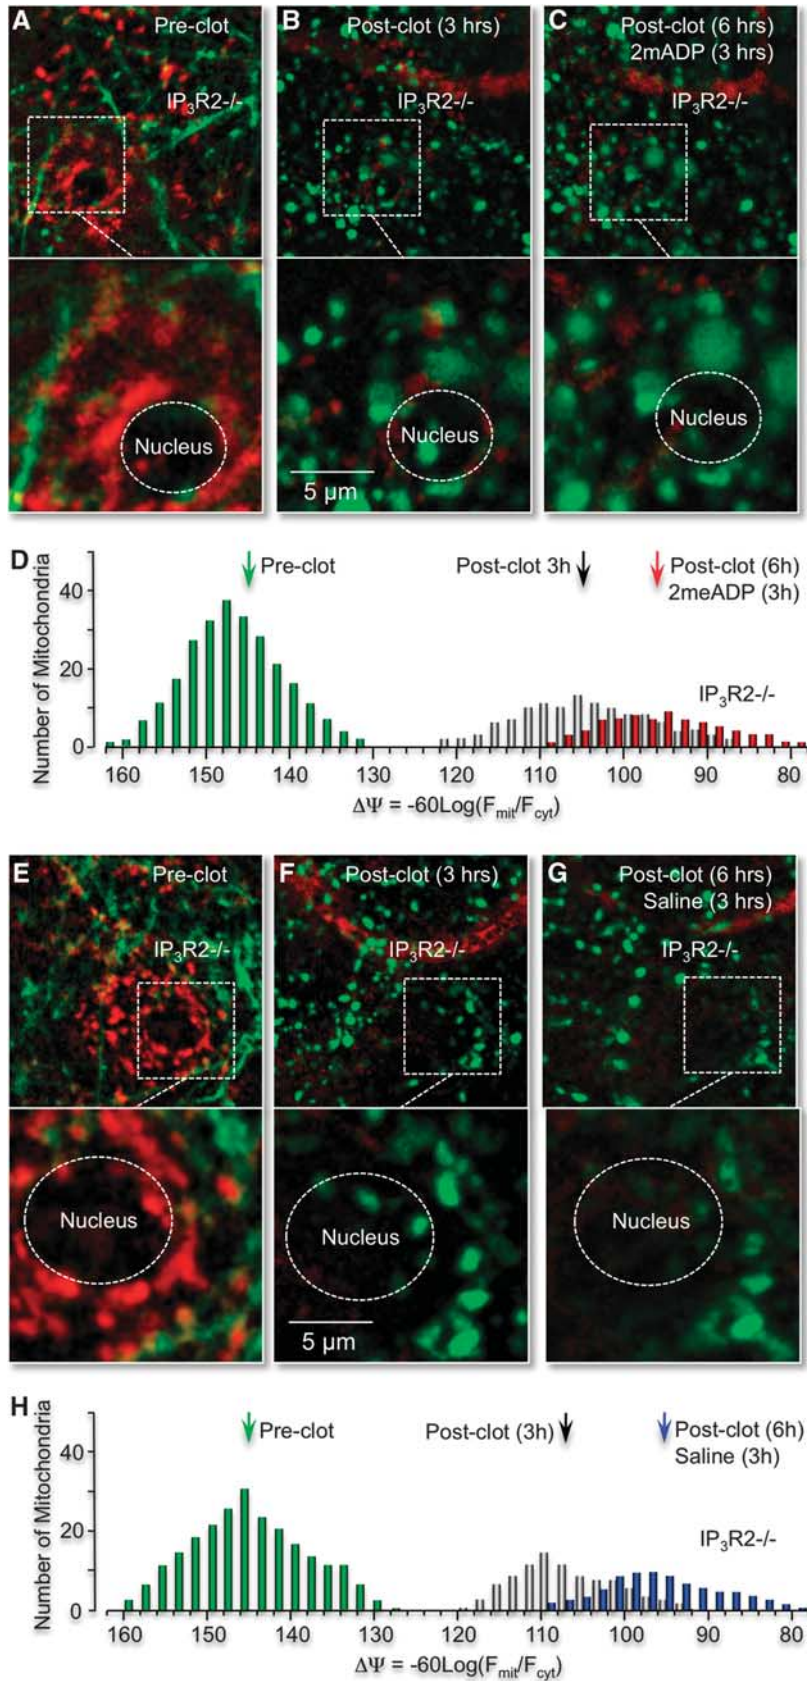 A Pre-clot
IP3R2-/-
B Post-clot (3 hrs)
IP3R2-/-
C Post-clot (6 hrs)
2mADP (3 hrs)
IP3R2-/-
Nucleus
Nucleus
5 µm
Nucleus
D
Number of Mitochondria
40
20
0
Pre-clot
Post-clot 3h
Post-clot (6h)
2meADP (3h)
IP3R2-/-
160 150 140 130 120 110 100 90 80
ΔΨ = -60Log(Fmit/Fcyt)
E Pre-clot
IP3R2-/-
F Post-clot (3 hrs)
IP3R2-/-
G Post-clot (6 hrs)
Saline (3 hrs)
IP3R2-/-
Nucleus
Nucleus
5 µm
Nucleus
H
Number of Mitochondria
40
20
0
Pre-clot
Post-clot (3h)
Post-clot (6h)
Saline (3h)
IP3R2-/-
160 150 140 130 120 110 100 90 80
ΔΨ = -60Log(Fmit/Fcyt)